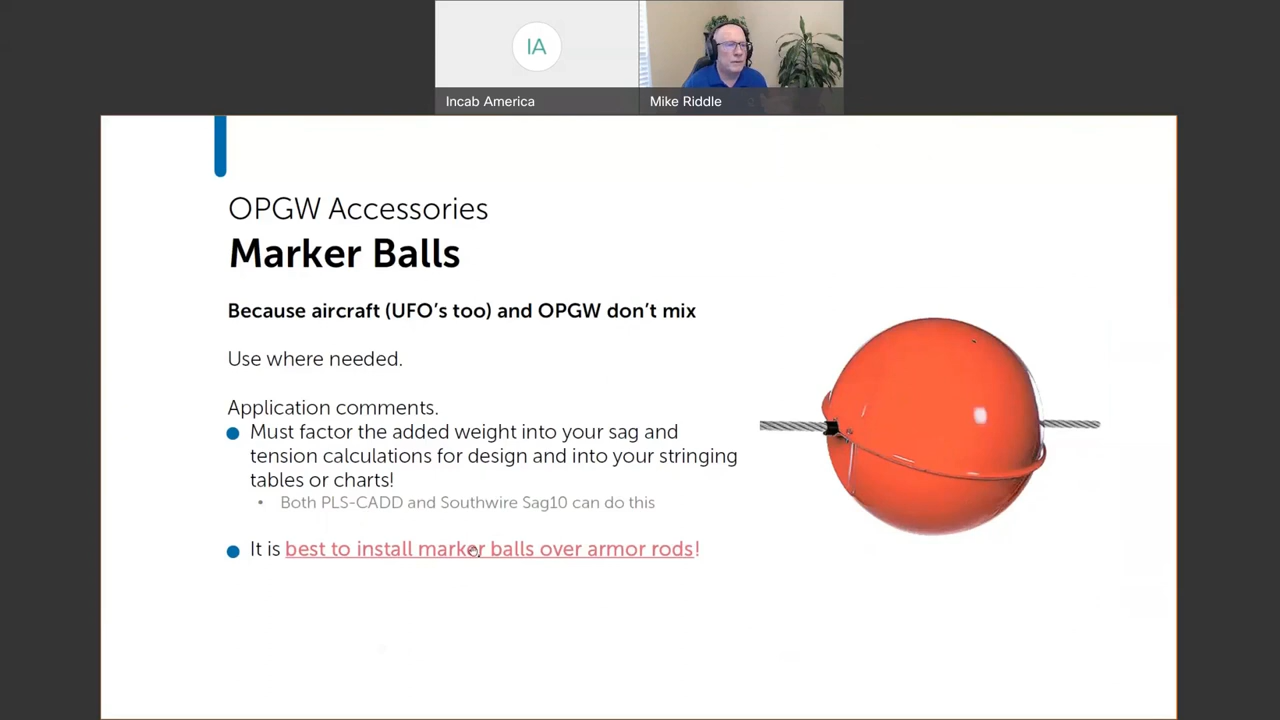 IA
Incab America
Mike Riddle
OPGW Accessories
Marker Balls
Because aircraft (UFO's too) and OPGW don't mix
Use where needed.
Application comments.
Must factor the added weight into your sag and
tension calculations for design and into your stringing
tables or charts!
Both PLS-CADD and Southwire Sag10 can do this
It is best to install marker balls over armor rods!